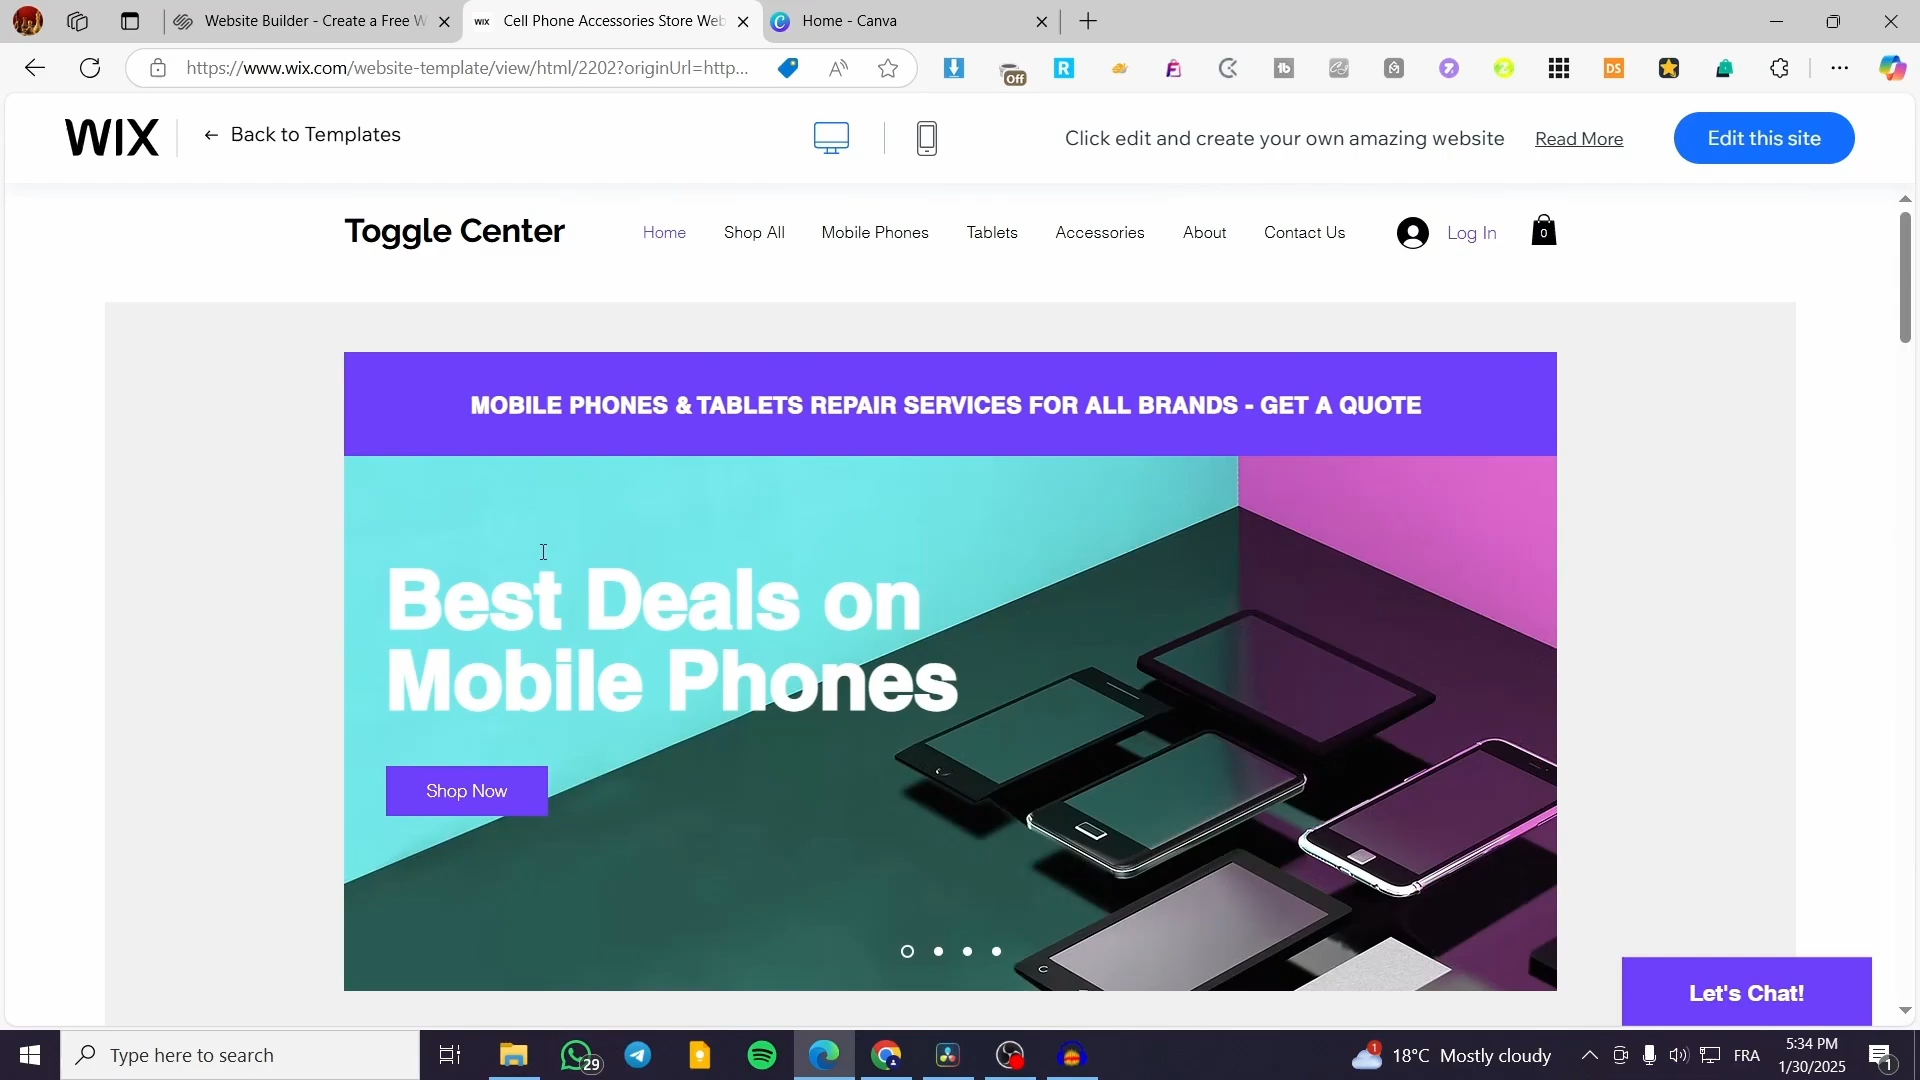 Website Builder - Create a Free W
WIX Cell Phone Accessories Store Web
Home - Canva
https://www.wix.com/website-template/view/html/2202?originUrl=http...
Off
WIX
← Back to Templates
Click edit and create your own amazing website
Read More
Edit this site
Toggle Center
Home
Shop All
Mobile Phones
Tablets
Accessories
About
Contact Us
Log In
0
MOBILE PHONES & TABLETS REPAIR SERVICES FOR ALL BRANDS - GET A QUOTE
Best Deals on
Mobile Phones
Shop Now
Let's Chat!
Type here to search
29
1
18°C Mostly cloudy
FRA
5:34 PM
1/30/2025
1